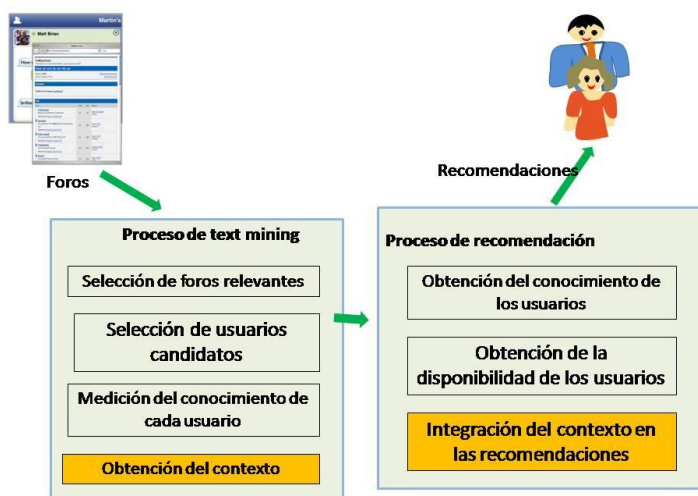 Martin's
Matt Brian
Foros
Recomendaciones
Proceso de text mining
Selección de foros relevantes
Selección de usuarios
candidatos
Medición del conocimiento de
cada usuario
Obtención del contexto
Proceso de recomendación
Obtención del conocimiento de
los usuarios
Obtención de la
disponibilidad de los usuarios
Integración del contexto en
las recomendaciones